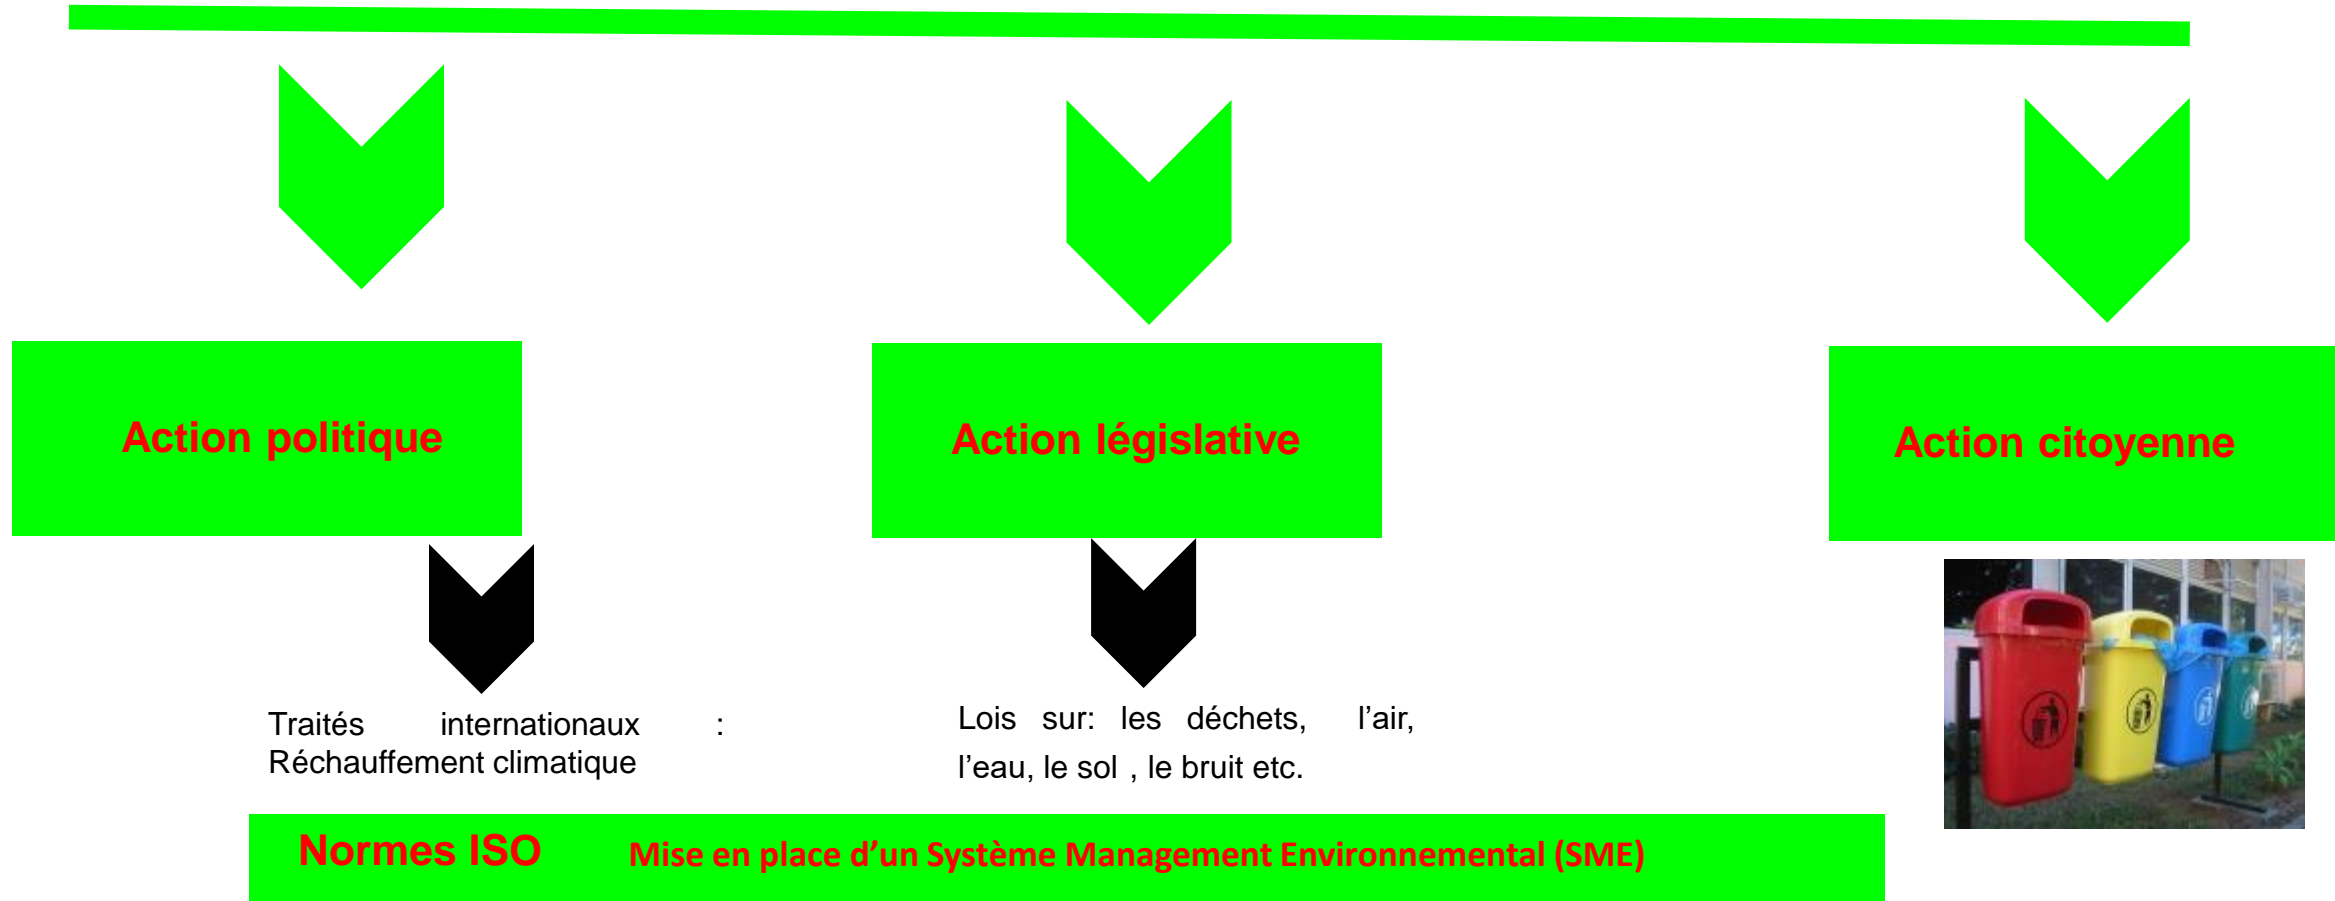 Action politique
Action législative
Action citoyenne
Traités internationaux :
Réchauffement climatique
Lois sur: les déchets, l’air,
l’eau, le sol , le bruit etc.
Normes ISO Mise en place d’un Système Management Environnemental (SME)